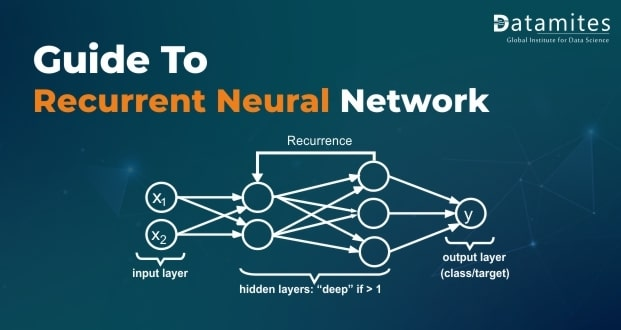 Datamites
Global Institute for Data Science
Guide To
Recurrent Neural Network
Recurrence
x1
x2
y
input layer
hidden layers: “deep” if > 1
output layer
(class/target)